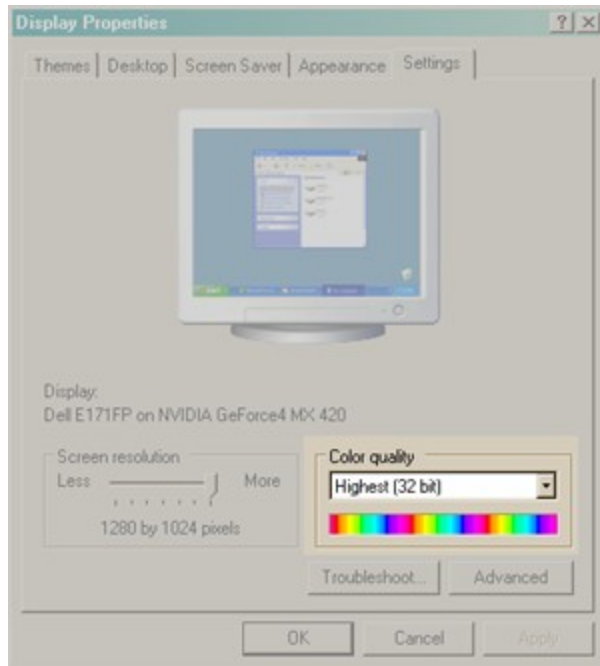 Display Properties
Themes Desktop Screen Saver Appearance Settings
Display:
Dell E171FP on NVIDIA GeForce4 MX 420
Screen resolution
Less More
1280 by 1024 pixels
Color quality
Highest (32 bit)
Troubleshoot... Advanced
OK Cancel Apply